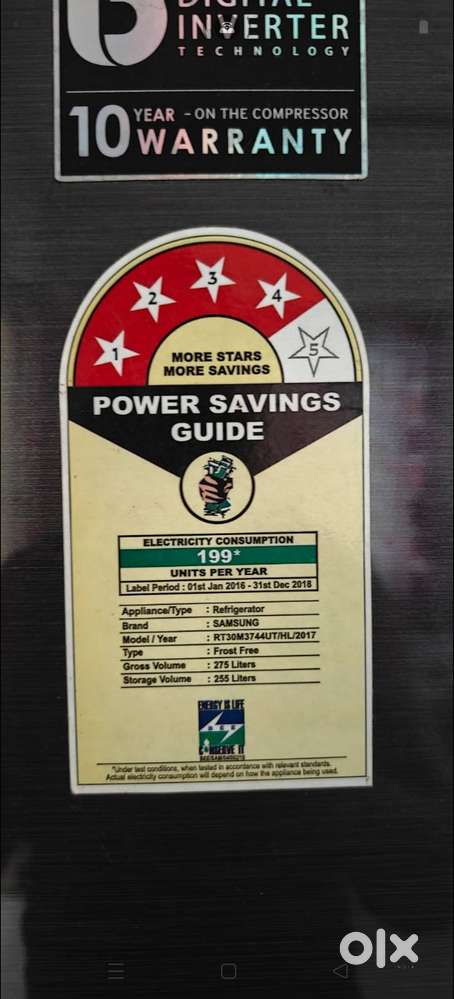 DIGITAL
INVERTER
TECHNOLOGY
10 YEAR - ON THE COMPRESSOR
WARRANTY
1 2 3 4 5
MORE STARS
MORE SAVINGS
POWER SAVINGS
GUIDE
ELECTRICITY CONSUMPTION
199*
UNITS PER YEAR
Label Period : 01st Jan 2016 - 31st Dec 2018
Appliance/Type : Refrigerator
Brand : SAMSUNG
Model / Year : RT30M3744UT/HL/2017
Type : Frost Free
Gross Volume : 275 Liters
Storage Volume : 255 Liters
ENERGY IS LIFE
BEE
CONSERVE IT
*Under test conditions, when tested in accordance with relevant standards.
Actual electricity consumption will depend on how the appliance being used.
olx